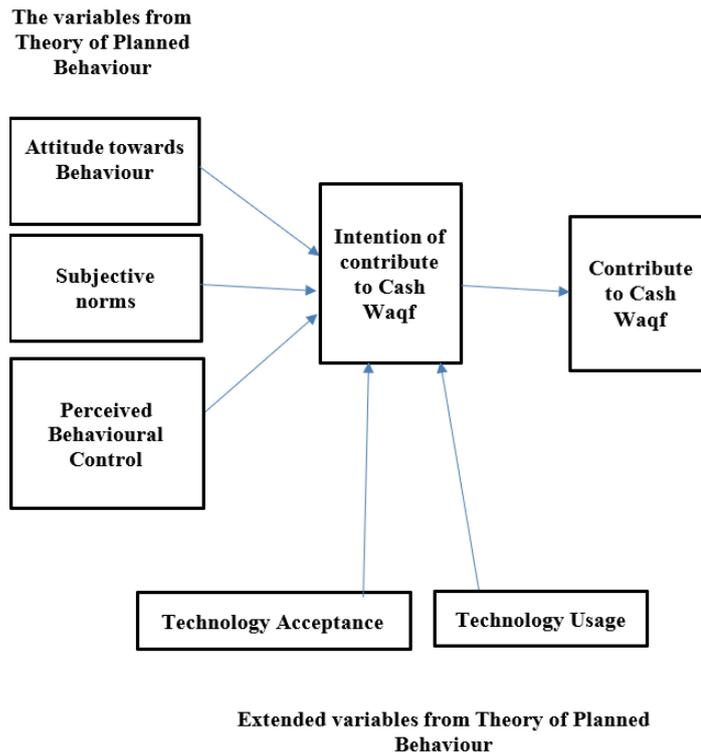 The variables from
Theory of Planned
Behaviour
Attitude towards
Behaviour
Subjective
norms
Perceived
Behavioural
Control
Intention of
contribute
to Cash
Waqf
Contribute
to Cash
Waqf
Technology Acceptance
Technology Usage
Extended variables from Theory of Planned
Behaviour